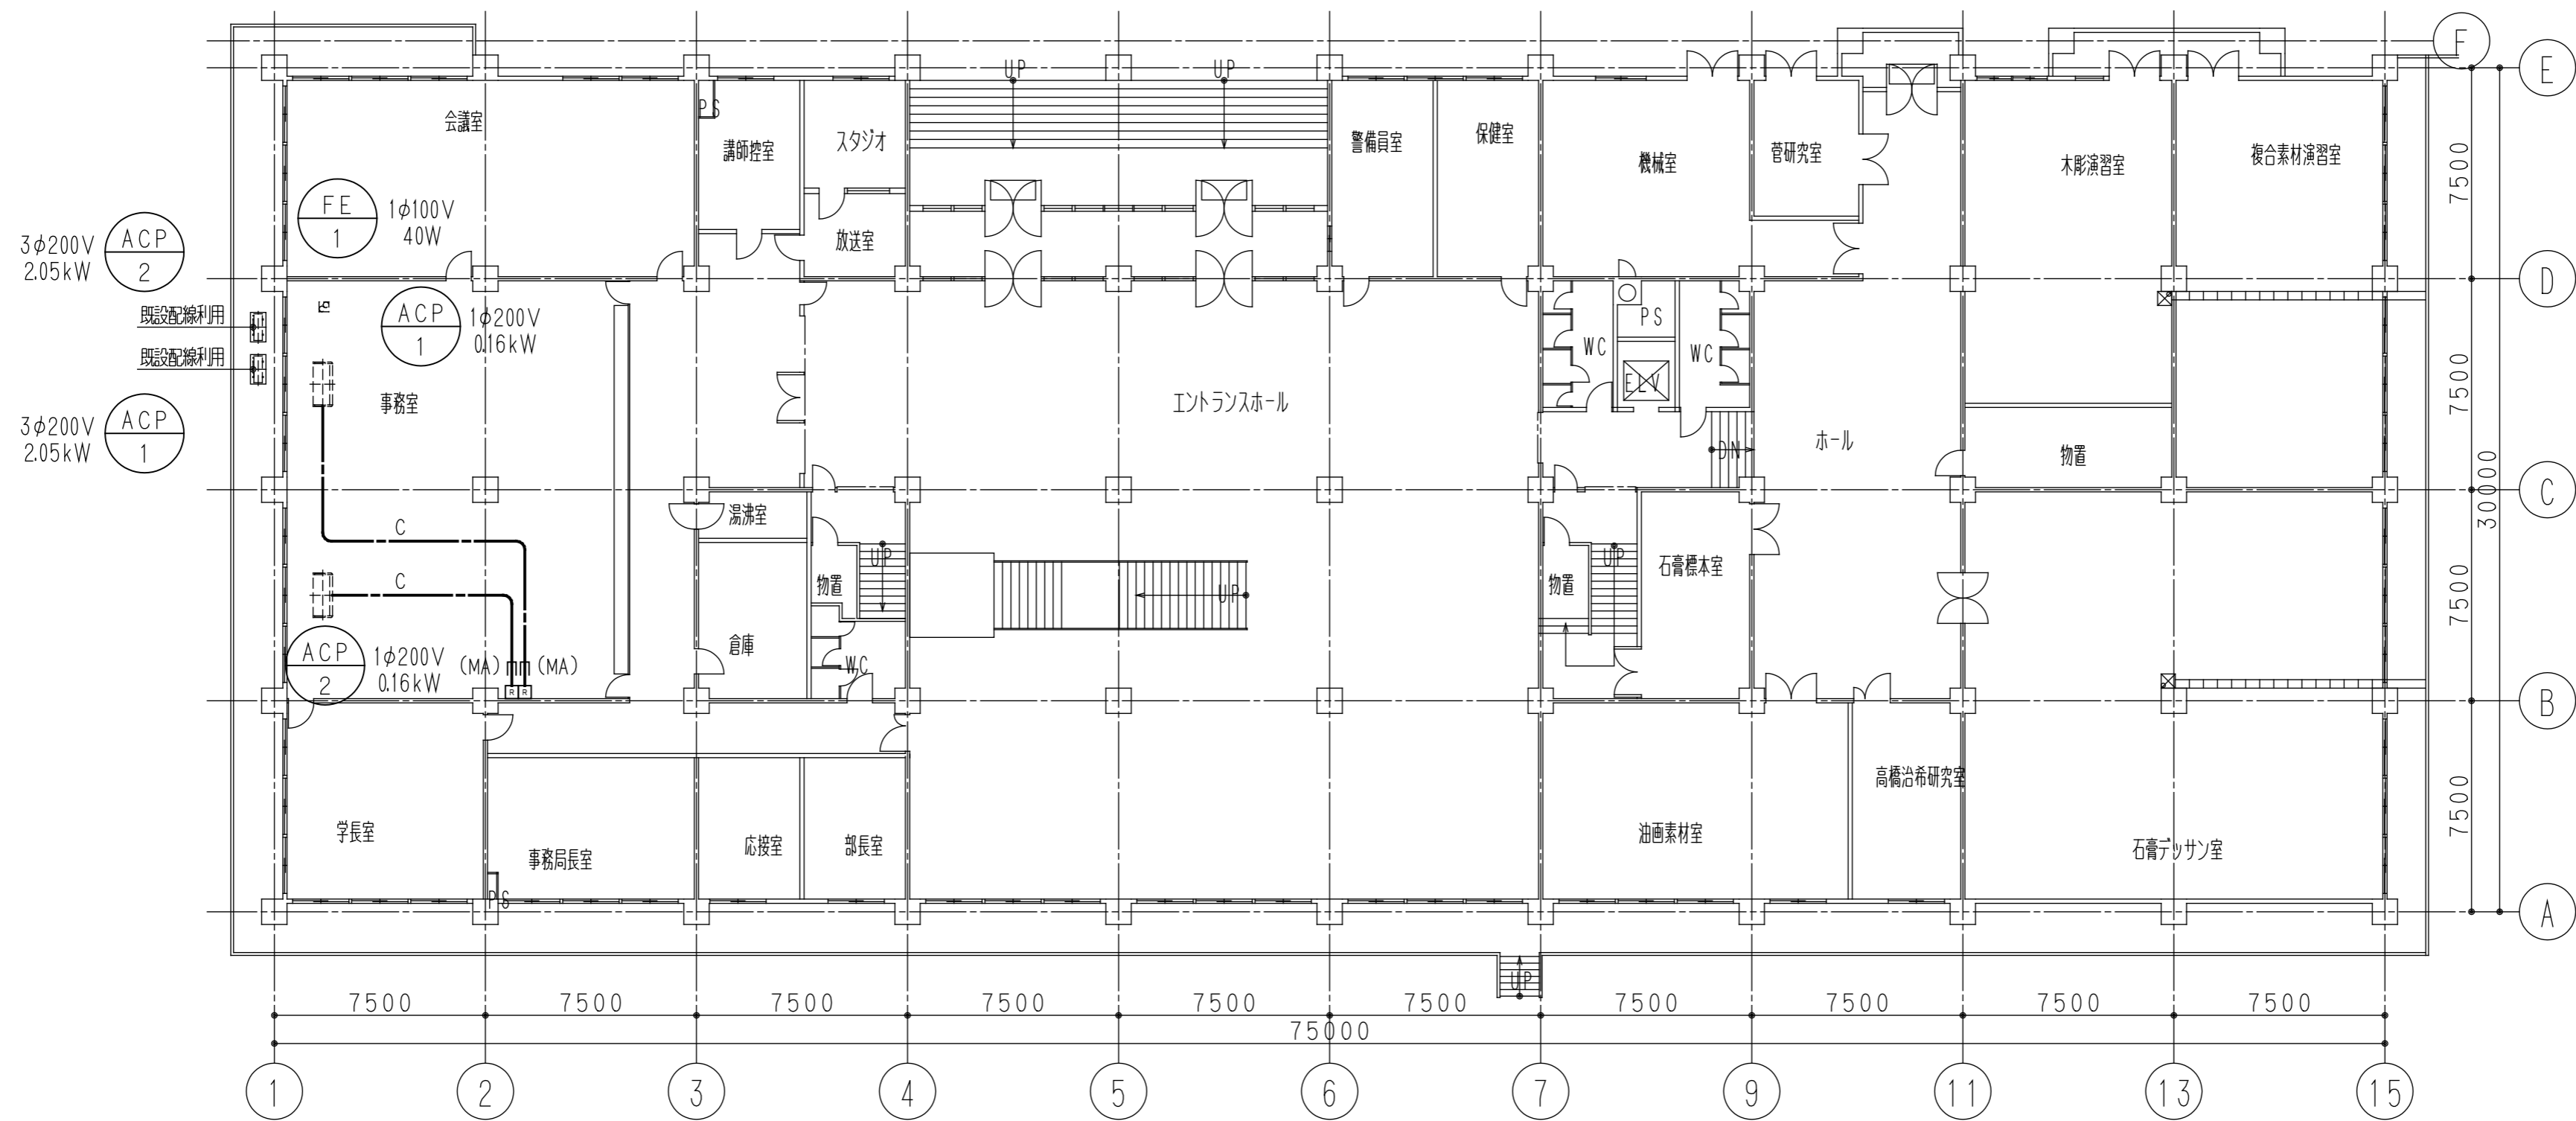 F
E
UP
UP
PS
会議室
講師控室
スタジオ
警備員室
保健室
機械室
菅研究室
木彫演習室
複合素材演習室
7500
FE
1
1φ100V
40W
3φ200V
2.05kW
ACP
2
放送室
D
既設配線利用
ACP
1
1φ200V
0.16kW
PS
WC
WC
既設配線利用
ELV
7500
事務室
エントランスホール
3φ200V
2.05kW
ACP
1
DN
ホール
物置
30000
C
湯沸室
C
UP
物置
UP
物置
石膏標本室
C
UP
7500
倉庫
WC
ACP
2
1φ200V
0.16kW
(MA)
(MA)
R
R
B
高橋治希研究室
7500
学長室
事務局長室
応接室
部長室
油画素材室
石膏デッサン室
PS
A
UP
7500
7500
7500
7500
7500
7500
7500
7500
7500
7500
75000
1
2
3
4
5
6
7
9
11
13
15